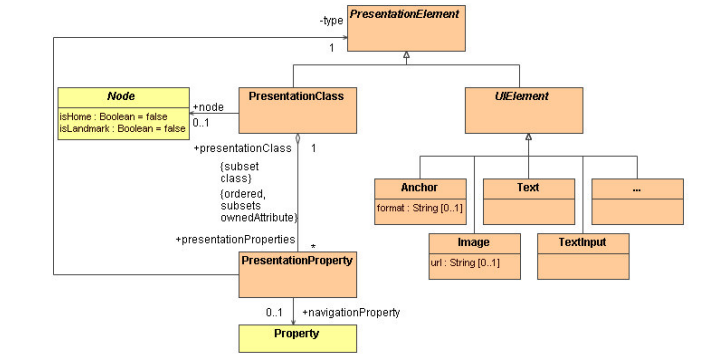 -type
PresentationElement
1
Node
isHome : Boolean = false
isLandmark : Boolean = false
+node
0..1
PresentationClass
UIElement
+presentationClass
1
{subset
class}
{ordered,
subsets
ownedAttribute}
+presentationProperties
*
Anchor
format : String [0..1]
Text
...
Image
url : String [0..1]
TextInput
PresentationProperty
0..1
+navigationProperty
Property